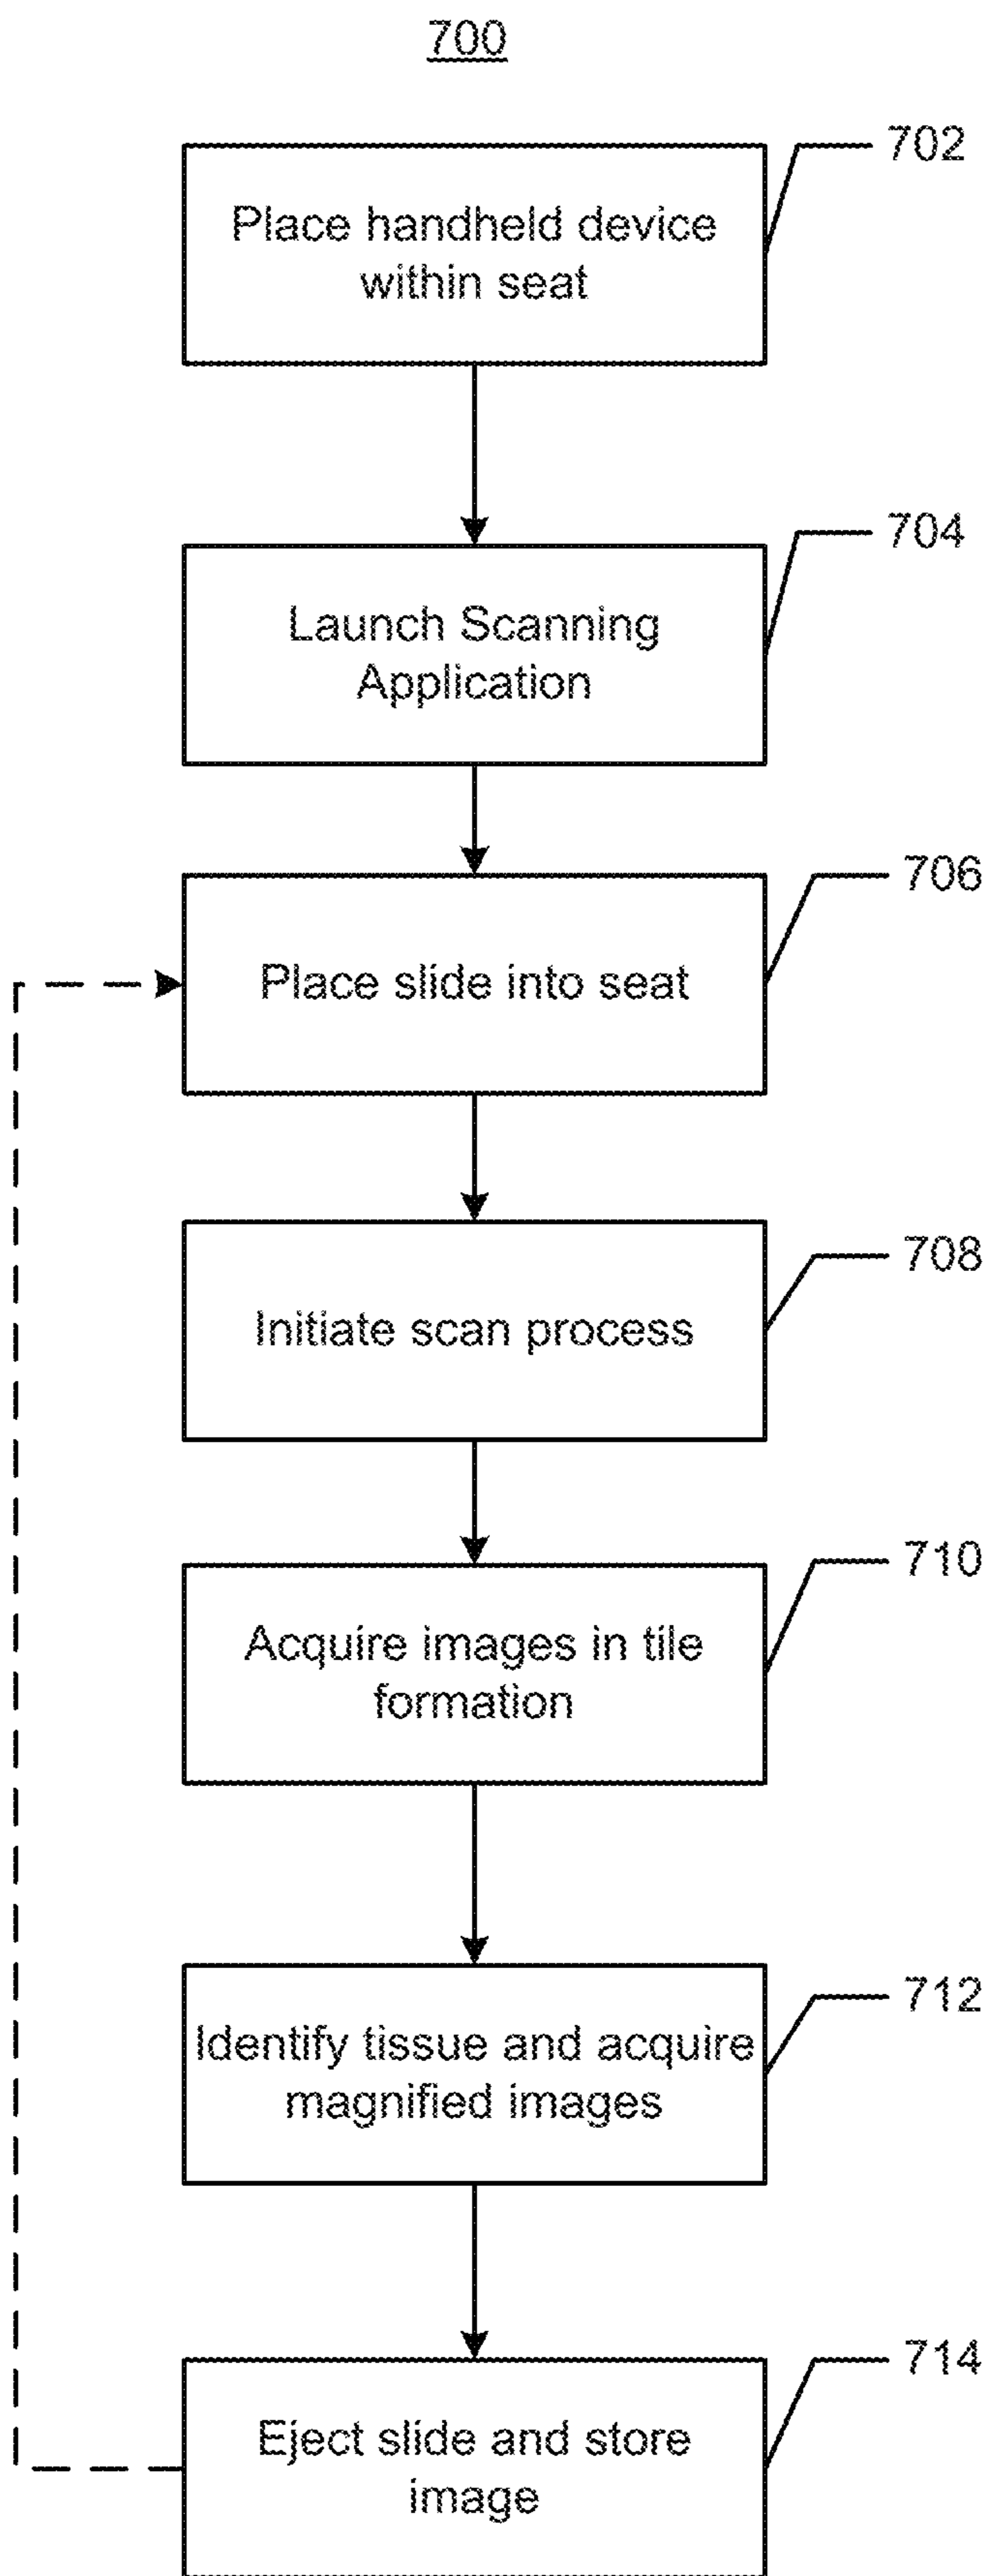 700
702
Place handheld device
within seat
704
Launch Scanning
Application
706
Place slide into seat
708
Initiate scan process
710
Acquire images in tile
formation
712
Identify tissue and acquire
magnified images
714
Eject slide and store
image